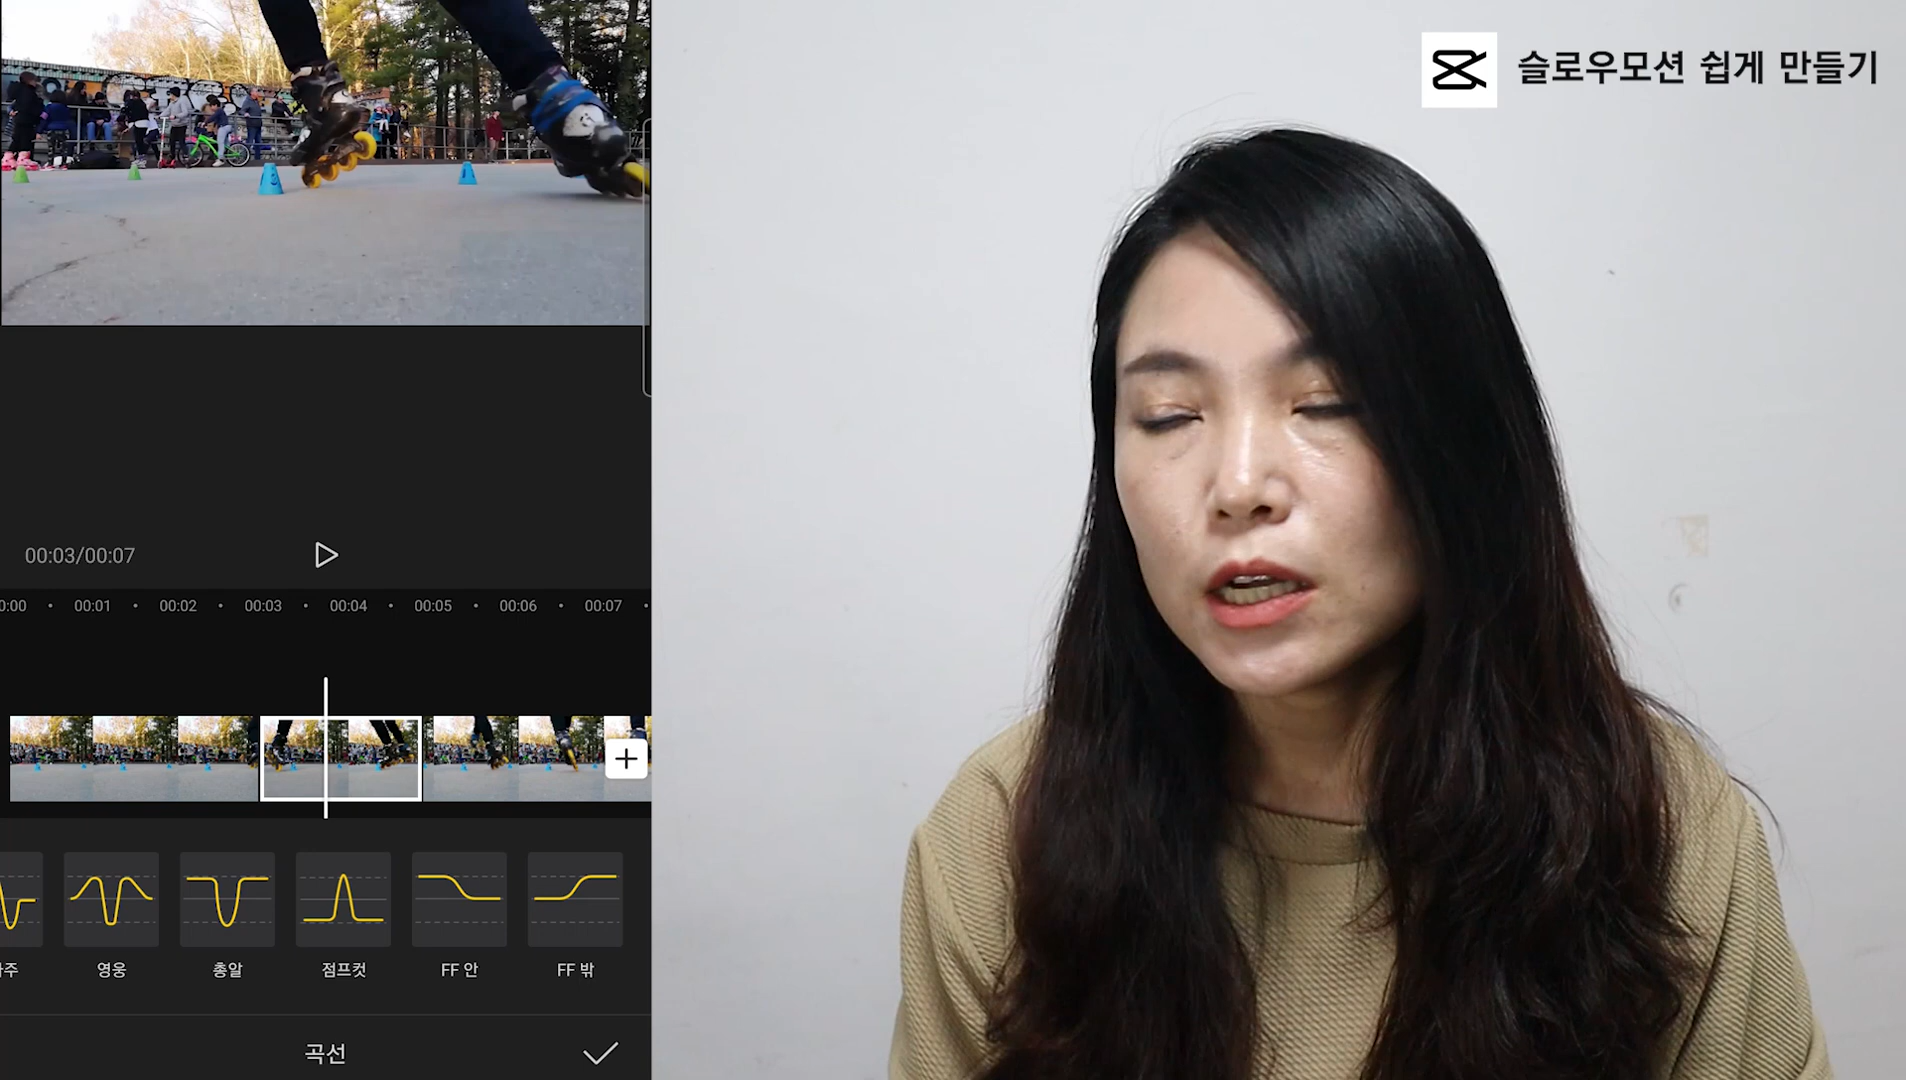 슬로우모션 쉽게 만들기
00:03/00:07
0:00 • 00:01 • 00:02 • 00:03 • 00:04 • 00:05 • 00:06 • 00:07 •
영웅 총알 점프컷 FF 안 FF 밖
곡선